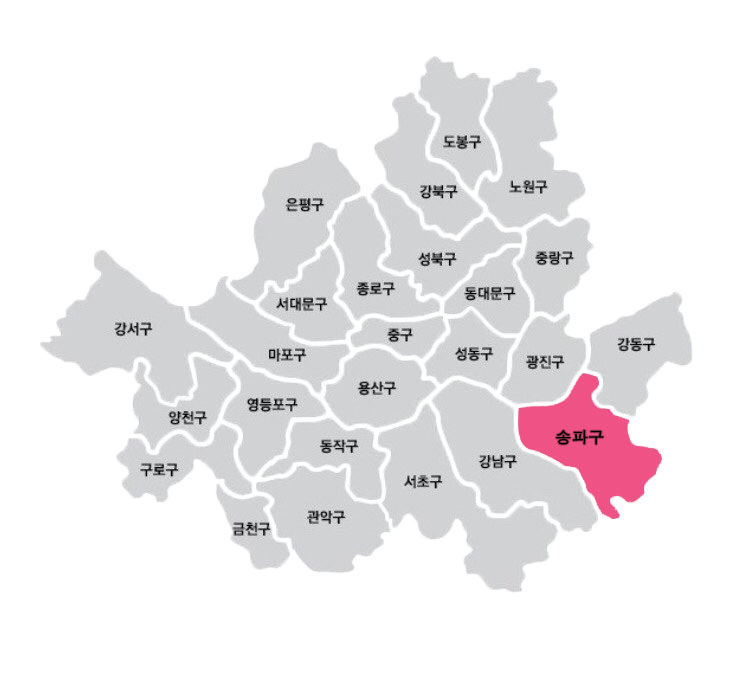 도봉구
노원구
강북구
은평구
성북구
중랑구
종로구
동대문구
서대문구
강서구
중구
강동구
마포구
성동구
광진구
용산구
영등포구
양천구
송파구
동작구
강남구
구로구
서초구
관악구
금천구